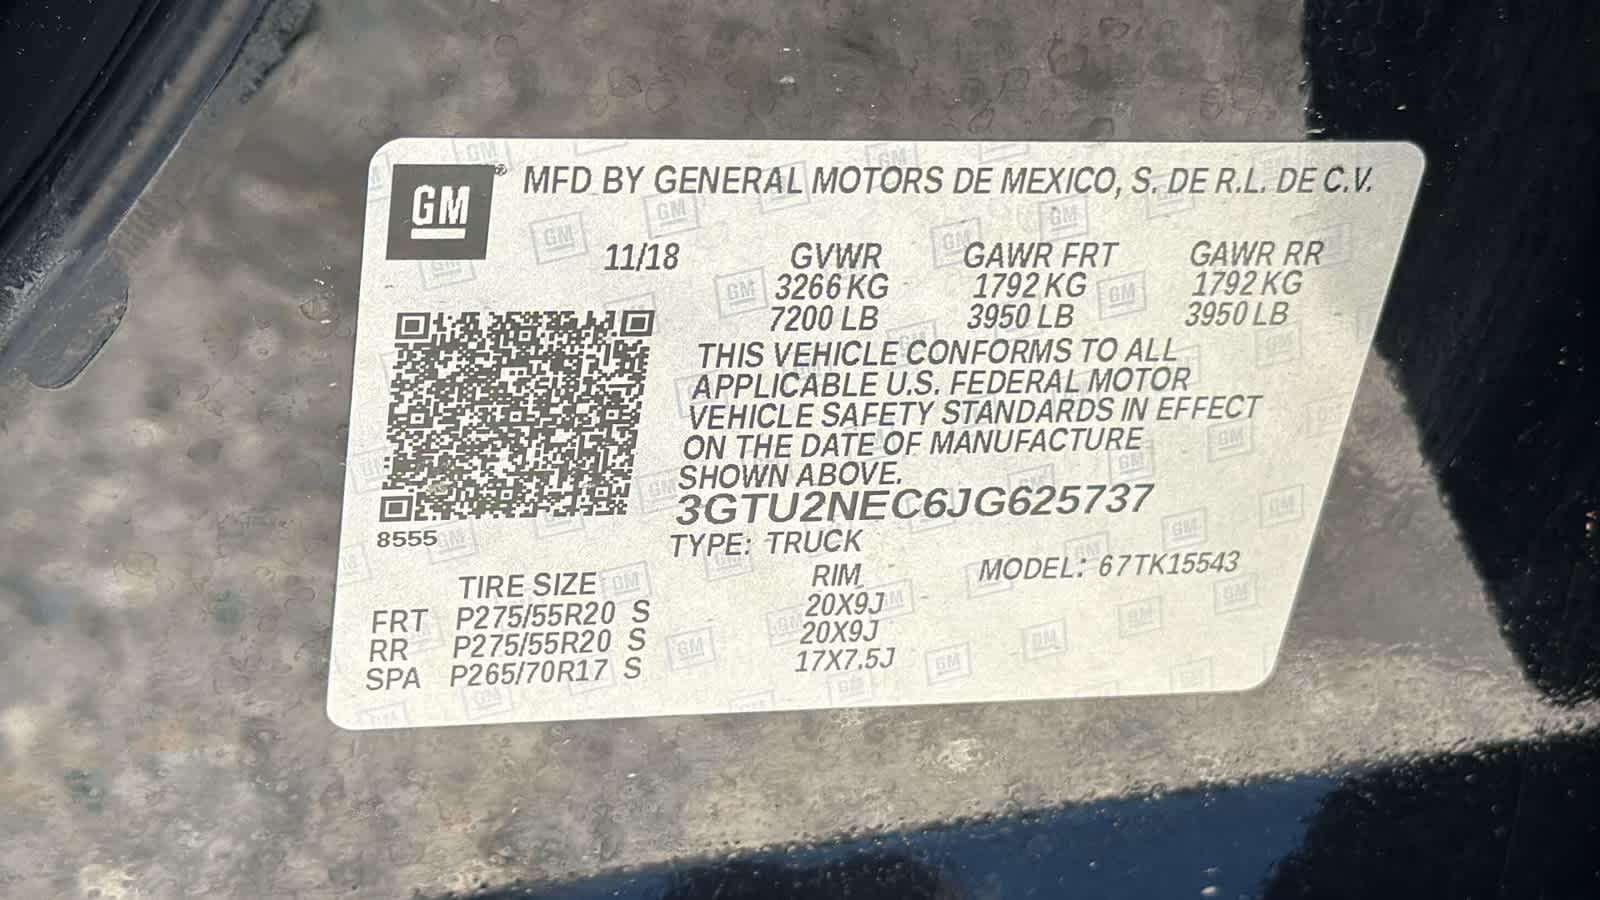 GM® MFD BY GENERAL MOTORS DE MEXICO, S. DE R.L. DE C.V.
11/18 GVWR GAWR FRT GAWR RR
3266 KG 1792 KG 1792 KG
7200 LB 3950 LB 3950 LB
THIS VEHICLE CONFORMS TO ALL
APPLICABLE U.S. FEDERAL MOTOR
VEHICLE SAFETY STANDARDS IN EFFECT
ON THE DATE OF MANUFACTURE
SHOWN ABOVE.
3GTU2NEC6JG625737
8555
TYPE: TRUCK
MODEL: 67TK15543
TIRE SIZE RIM
FRT P275/55R20 S 20X9J
RR P275/55R20 S 20X9J
SPA P265/70R17 S 17X7.5J